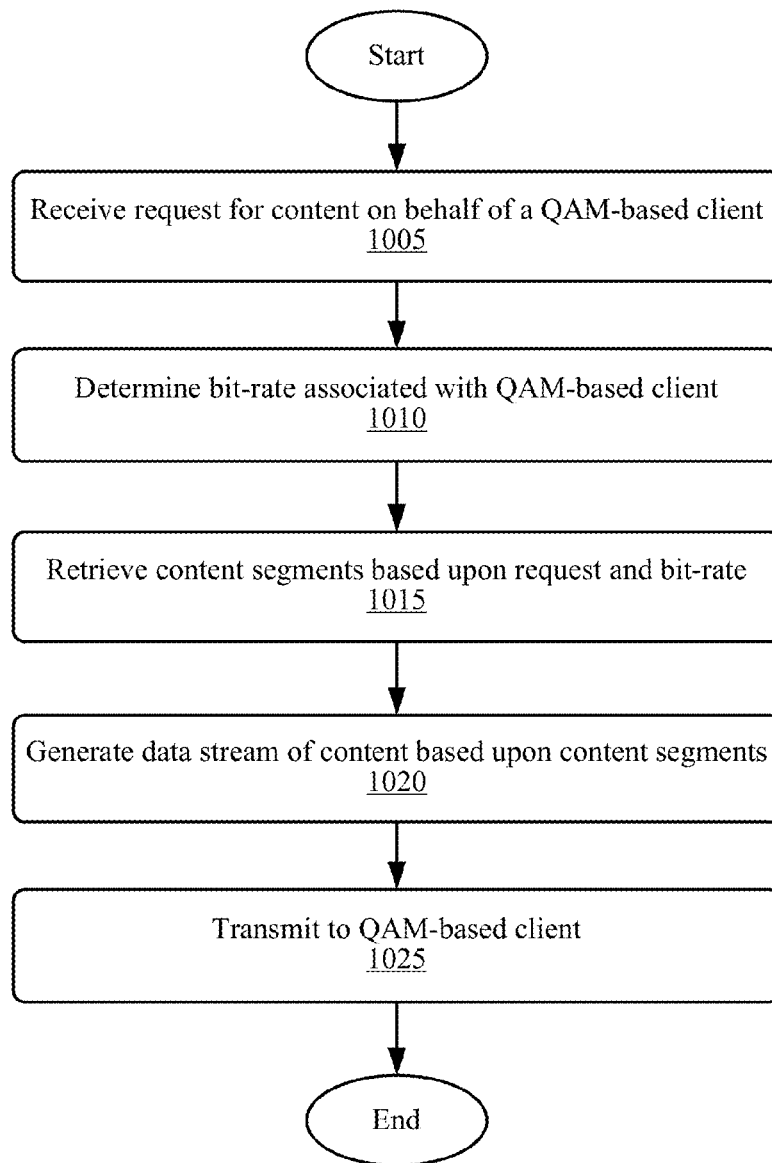 Start
Receive request for content on behalf of a QAM-based client
1005
Determine bit-rate associated with QAM-based client
1010
Retrieve content segments based upon request and bit-rate
1015
Generate data stream of content based upon content segments
1020
Transmit to QAM-based client
1025
End